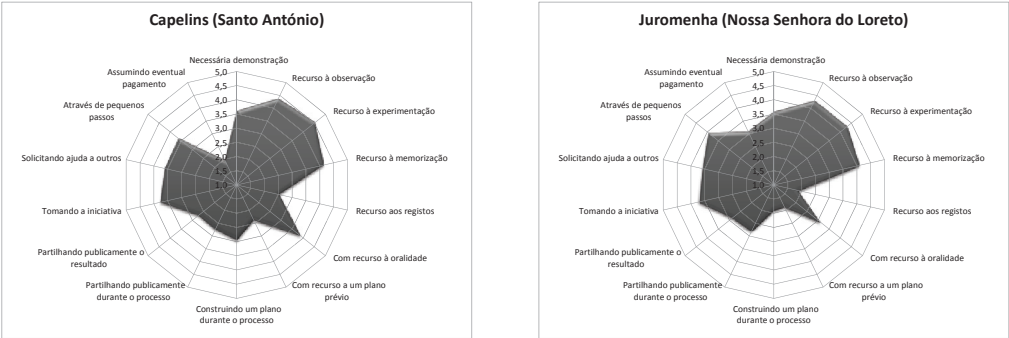 Capelins (Santo António)
Necessária demonstração
Recurso à observação
Recurso à experimentação
Recurso à memorização
Recurso aos registos
Com recurso à oralidade
Com recurso a um plano
prévio
Construindo um plano
durante o processo
Partilhando publicamente
durante o processo
Partilhando publicamente o
resultado
Tomando a iniciativa
Solicitando ajuda a outros
Através de pequenos
passos
Assumindo eventual
pagamento
5,0
4,5
4,0
3,5
3,0
2,5
2,0
1,5
1,0
Juromenha (Nossa Senhora do Loreto)
Necessária demonstração
Recurso à observação
Recurso à experimentação
Recurso à memorização
Recurso aos registos
Com recurso à oralidade
Com recurso a um plano
prévio
Construindo um plano
durante o processo
Partilhando publicamente
durante o processo
Partilhando publicamente o
resultado
Tomando a iniciativa
Solicitando ajuda a outros
Através de pequenos
passos
Assumindo eventual
pagamento
5,0
4,5
4,0
3,5
3,0
2,5
2,0
1,5
1,0